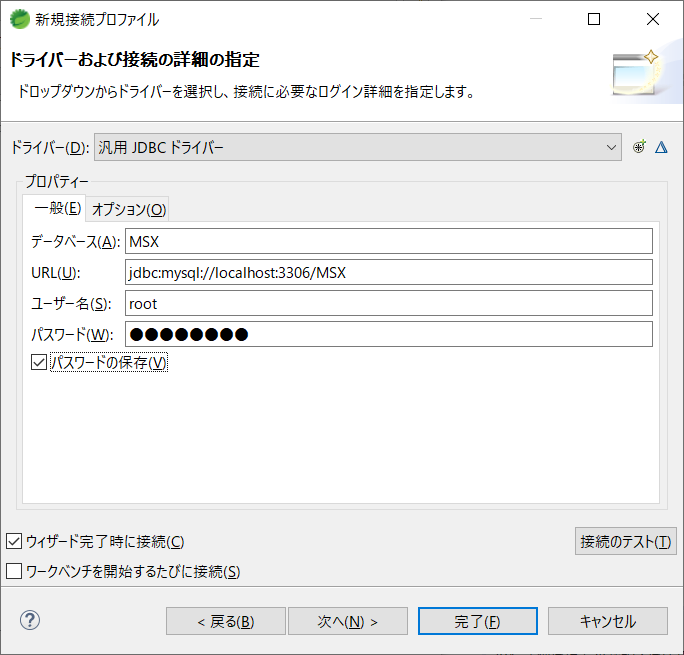 新規接続プロファイル
ドライバーおよび接続の詳細の指定
ドロップダウンからドライバーを選択し、接続に必要なログイン詳細を指定します。
ドライバー(D): 汎用 JDBC ドライバー
プロパティー
一般(E) オプション(O)
データベース(A): MSX
URL(U): jdbc:mysql://localhost:3306/MSX
ユーザー名(S): root
パスワード(W): ●●●●●●●●
パスワードの保存(V)
ウィザード完了時に接続(C) 接続のテスト(T)
ワークベンチを開始するたびに接続(S)
? < 戻る(B) 次へ(N) > 完了(F) キャンセル